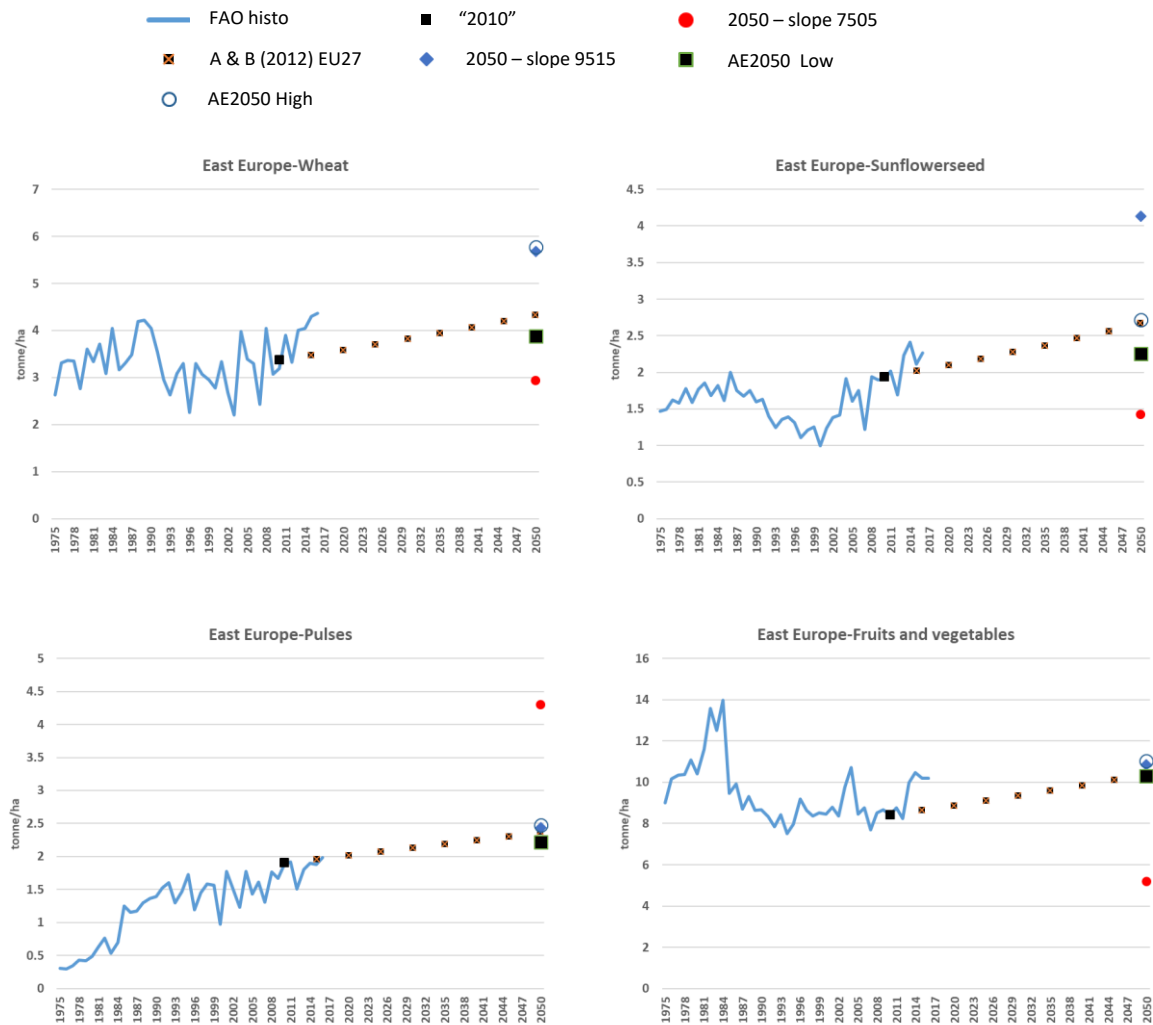 FAO histo
“2010”
2050 – slope 7505
A & B (2012) EU27
2050 – slope 9515
AE2050 Low
AE2050 High
East Europe-Wheat
7
6
5
4
3
2
1
0
tonne/ha
1975 1978 1981 1984 1987 1990 1993 1996 1999 2002 2005 2008 2011 2014 2017 2020 2023 2026 2029 2032 2035 2038 2041 2044 2047 2050
East Europe-Sunflowerseed
4.5
4
3.5
3
2.5
2
1.5
1
0.5
0
tonne/ha
1975 1978 1981 1984 1987 1990 1993 1996 1999 2002 2005 2008 2011 2014 2017 2020 2023 2026 2029 2032 2035 2038 2041 2044 2047 2050
East Europe-Pulses
5
4.5
4
3.5
3
2.5
2
1.5
1
0.5
0
tonne/ha
1975 1978 1981 1984 1987 1990 1993 1996 1999 2002 2005 2008 2011 2014 2017 2020 2023 2026 2029 2032 2035 2038 2041 2044 2047 2050
East Europe-Fruits and vegetables
16
14
12
10
8
6
4
2
0
tonne/ha
1975 1978 1981 1984 1987 1990 1993 1996 1999 2002 2005 2008 2011 2014 2017 2020 2023 2026 2029 2032 2035 2038 2041 2044 2047 2050